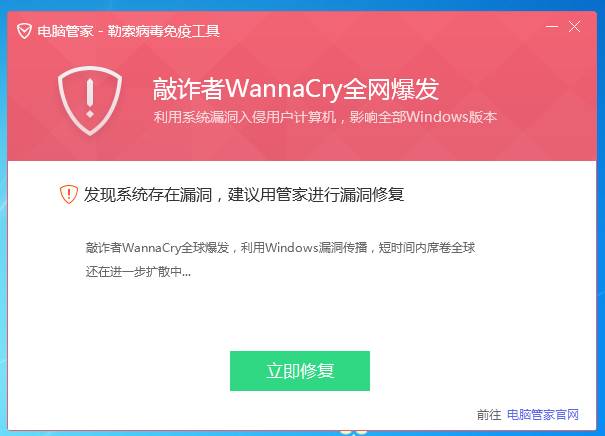 电脑管家 - 勒索病毒免疫工具
敲诈者WannaCry全网爆发
利用系统漏洞入侵用户计算机，影响全部Windows版本
发现系统存在漏洞，建议用管家进行漏洞修复
敲诈者WannaCry全球爆发，利用Windows漏洞传播，短时间内席卷全球
还在进一步扩散中...
立即修复
前往 电脑管家官网